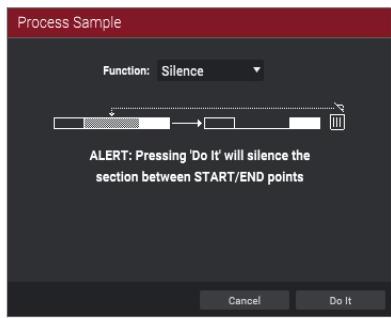 Process Sample
Function: Silence
ALERT: Pressing 'Do It' will silence the
section between START/END points
Cancel Do It